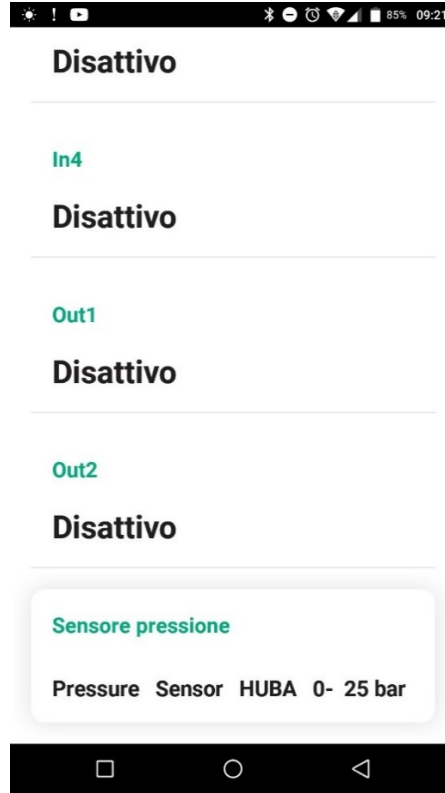 85% 09:21
Disattivo
In4
Disattivo
Out1
Disattivo
Out2
Disattivo
Sensore pressione
Pressure Sensor HUBA 0- 25 bar